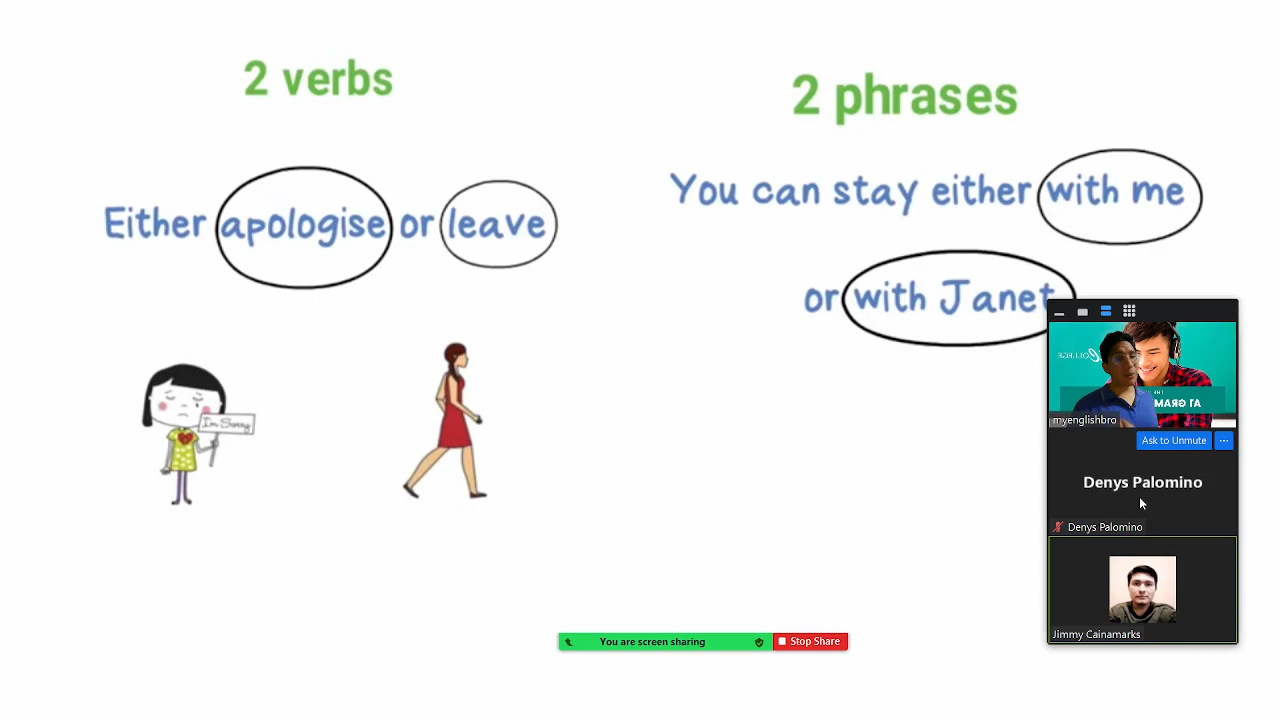 2 verbs
Either apologise or leave
I'm Sorry
2 phrases
You can stay either with me
or with Janet
myenglishbro
Ask to Unmute
Denys Palomino
Denys Palomino
Jimmy Cainamarks
You are screen sharing
Stop Share